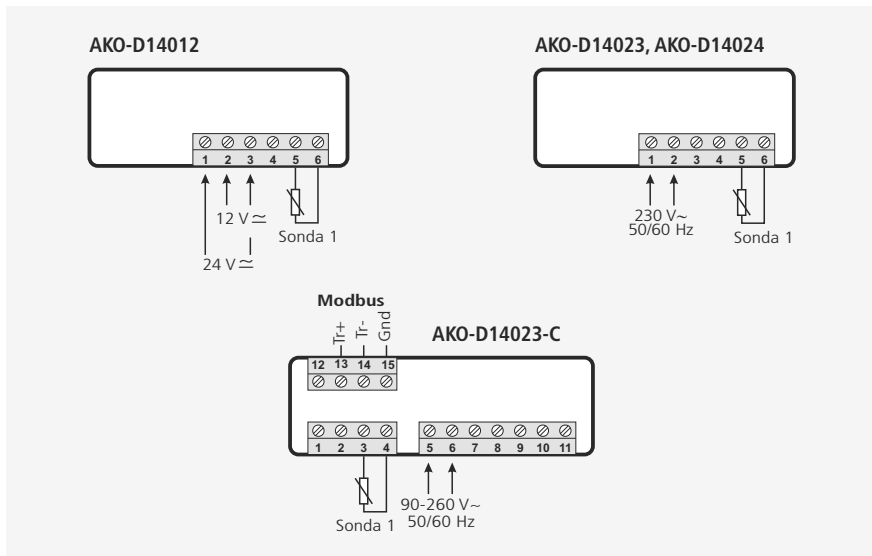 AKO-D14012
1 2 3 4 5 6
12 V ≃
Sonda 1
24 V ≃
AKO-D14023, AKO-D14024
1 2 3 4 5 6
230 V~
50/60 Hz
Sonda 1
Modbus
Tr+ Tr- Gnd
AKO-D14023-C
12 13 14 15
1 2 3 4
5 6 7 8 9 10 11
Sonda 1
90-260 V~
50/60 Hz